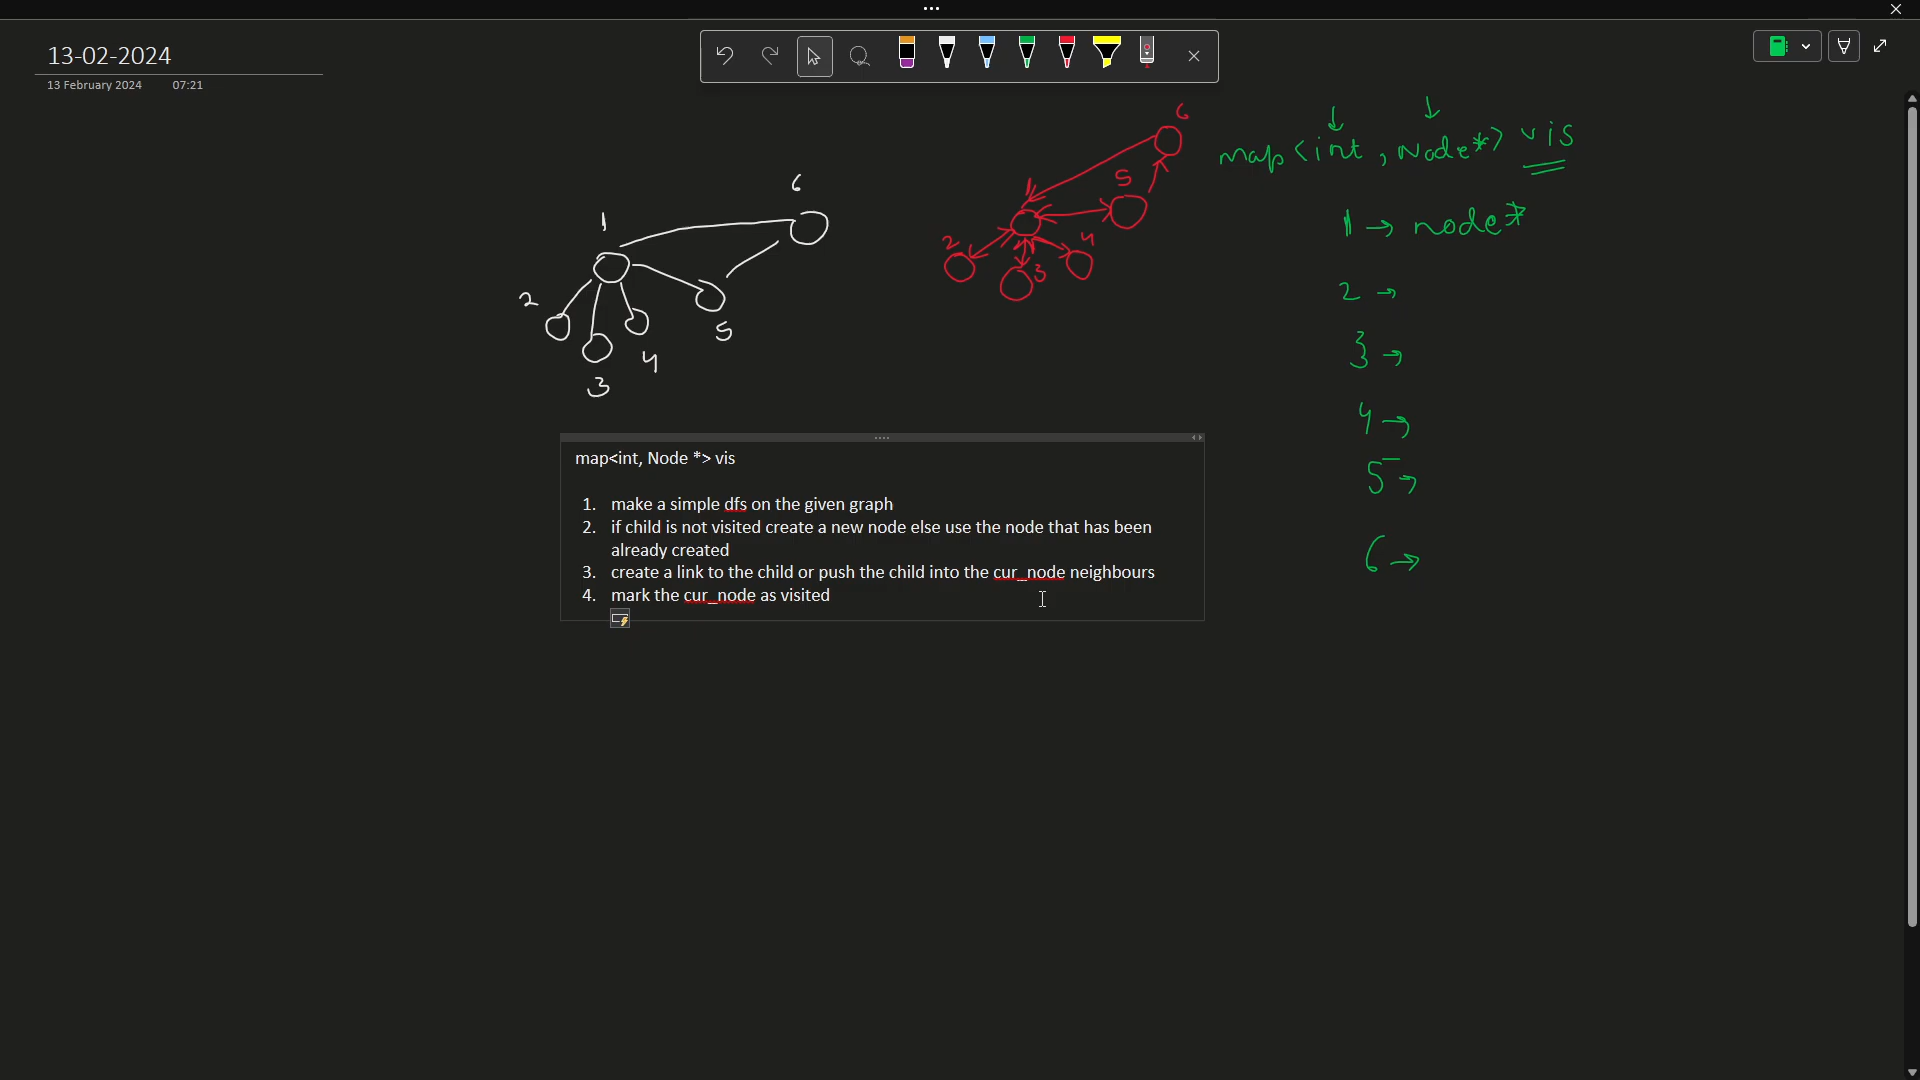 13-02-2024
13 February 2024 07:21
1
6
2
3
4
5
6
1
5
2
3
4
map <int , Node*> vis
1 → node*
2 →
3 →
4 →
5 →
6 →
map<int, Node *> vis
1. make a simple dfs on the given graph
2. if child is not visited create a new node else use the node that has been
already created
3. create a link to the child or push the child into the cur_node neighbours
4. mark the cur_node as visited